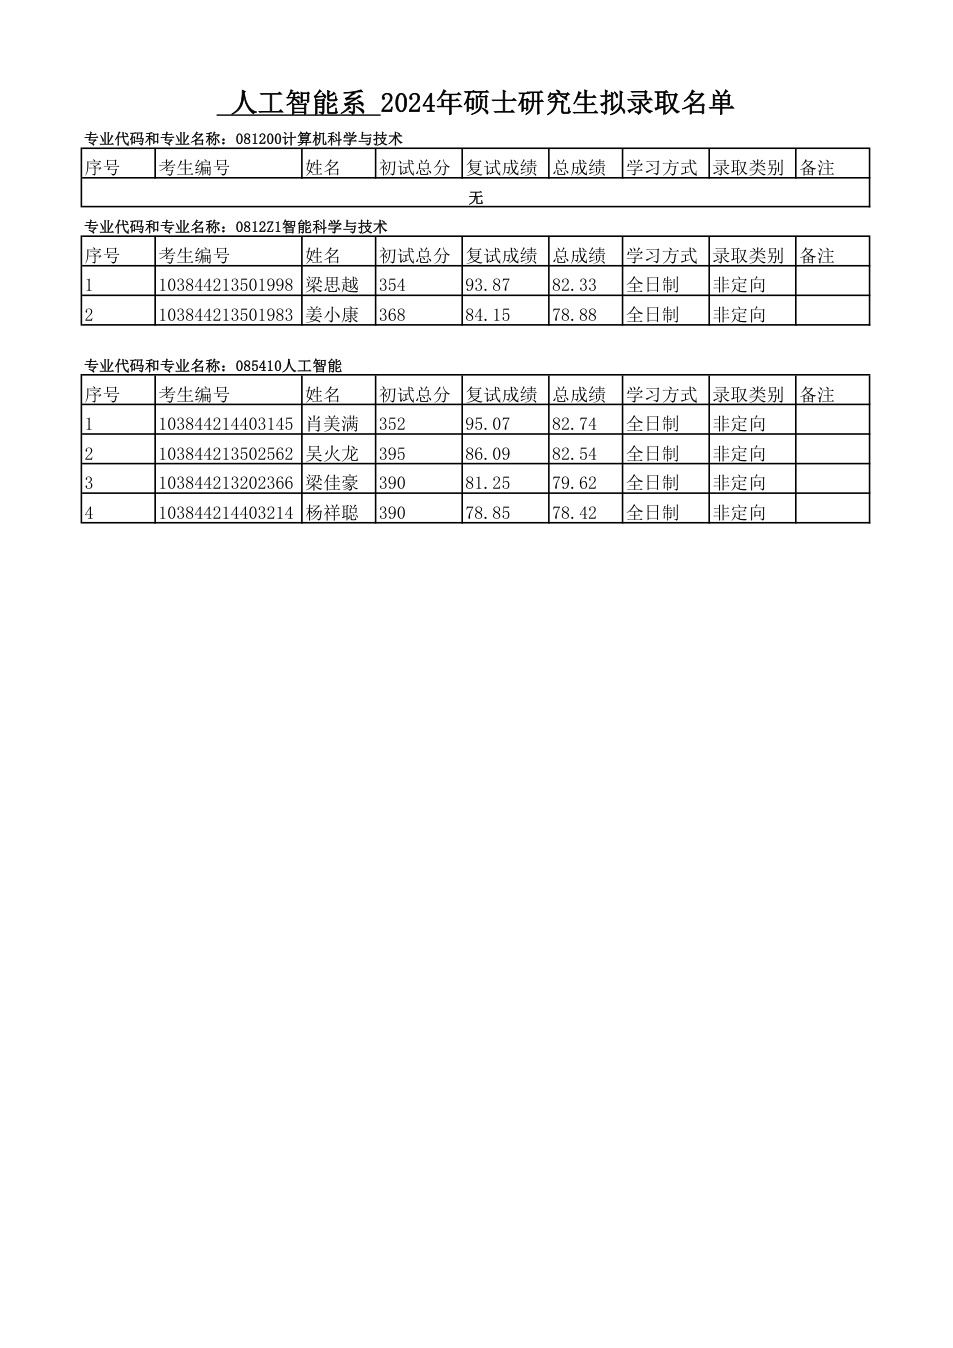 人工智能系 2024年硕士研究生拟录取名单
专业代码和专业名称：081200计算机科学与技术
序号 考生编号 姓名 初试总分 复试成绩 总成绩 学习方式 录取类别 备注
无
专业代码和专业名称：0812Z1智能科学与技术
序号 考生编号 姓名 初试总分 复试成绩 总成绩 学习方式 录取类别 备注
1 103844213501998 梁思越 354 93.87 82.33 全日制 非定向
2 103844213501983 姜小康 368 84.15 78.88 全日制 非定向
专业代码和专业名称：085410人工智能
序号 考生编号 姓名 初试总分 复试成绩 总成绩 学习方式 录取类别 备注
1 103844214403145 肖美满 352 95.07 82.74 全日制 非定向
2 103844213502562 吴火龙 395 86.09 82.54 全日制 非定向
3 103844213202366 梁佳豪 390 81.25 79.62 全日制 非定向
4 103844214403214 杨祥聪 390 78.85 78.42 全日制 非定向